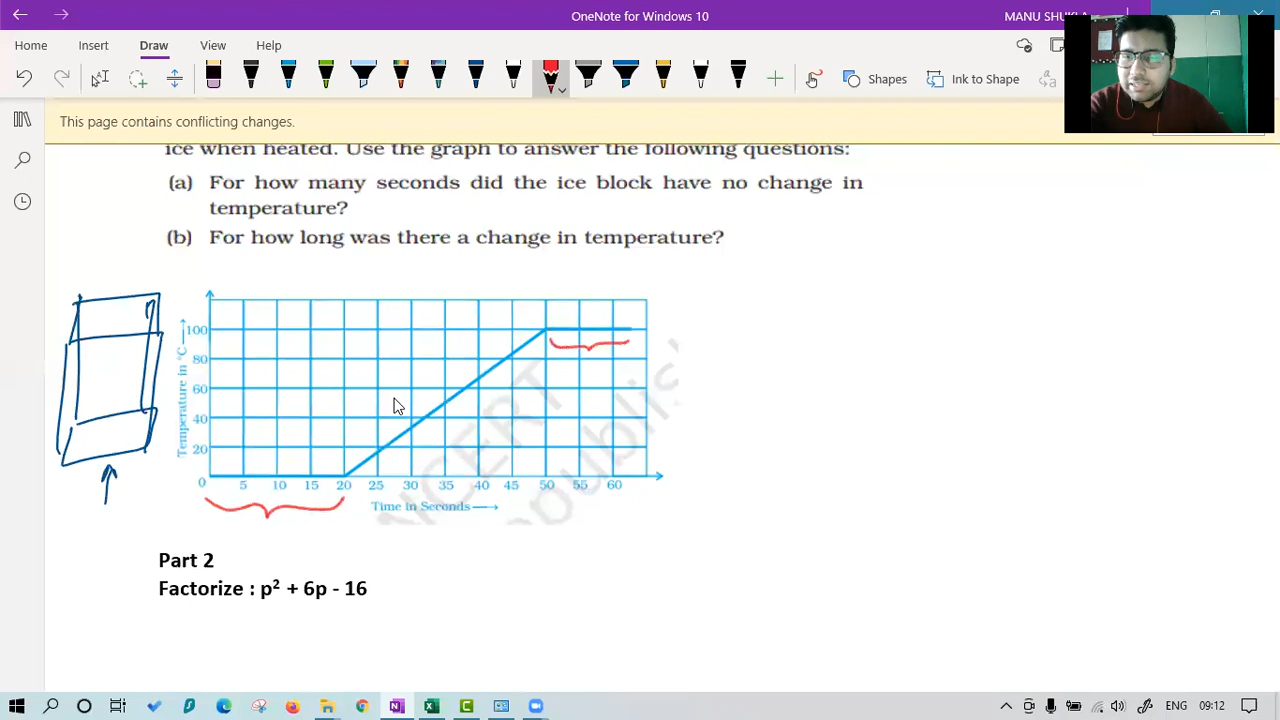 OneNote for Windows 10
MANU SHUKLA
Home Insert Draw View Help
Shapes Ink to Shape
This page contains conflicting changes.
ice when heated. Use the graph to answer the following questions:
(a) For how many seconds did the ice block have no change in
temperature?
(b) For how long was there a change in temperature?
Temperature in °C
100
80
60
40
20
0 5 10 15 20 25 30 35 40 45 50 55 60
Time in Seconds
NCERT
republis
Part 2
Factorize : p² + 6p - 16
ENG 09:12